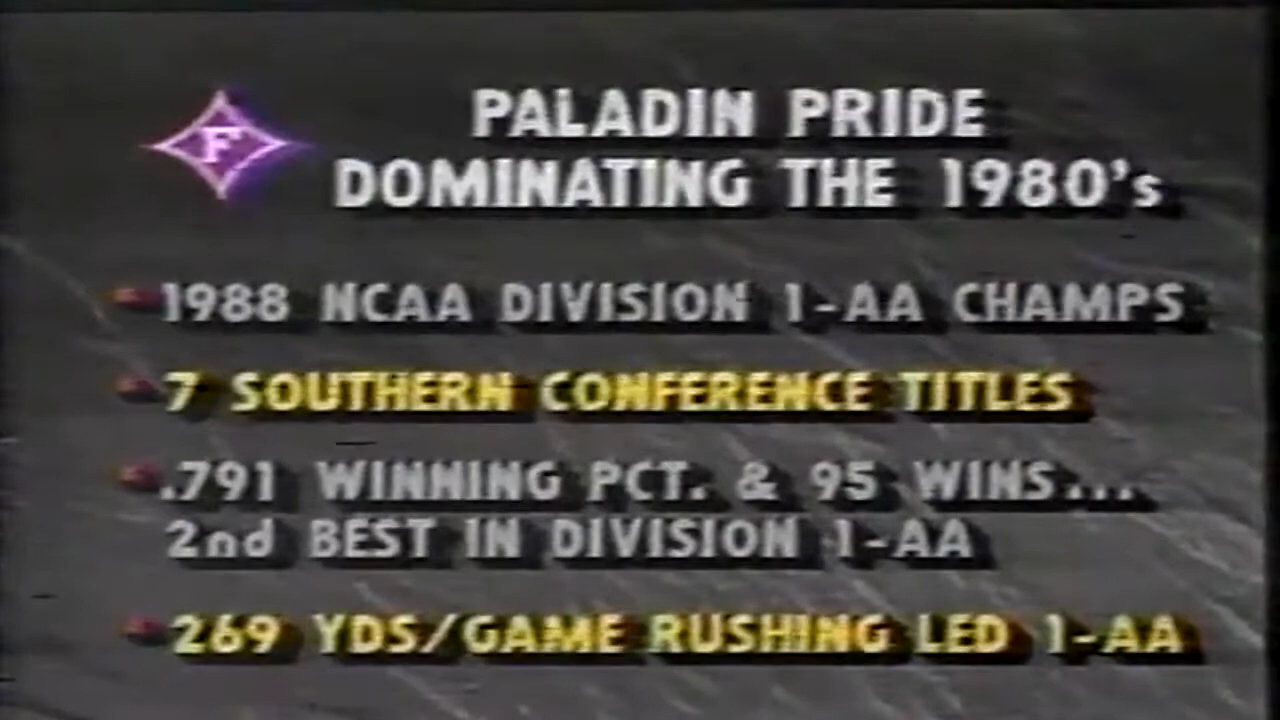 F
PALADIN PRIDE
DOMINATING THE 1980's
1988 NCAA DIVISION 1-AA CHAMPS
7 SOUTHERN CONFERENCE TITLES
.791 WINNING PCT. & 95 WINS...
2nd BEST IN DIVISION 1-AA
269 YDS/GAME RUSHING LED 1-AA